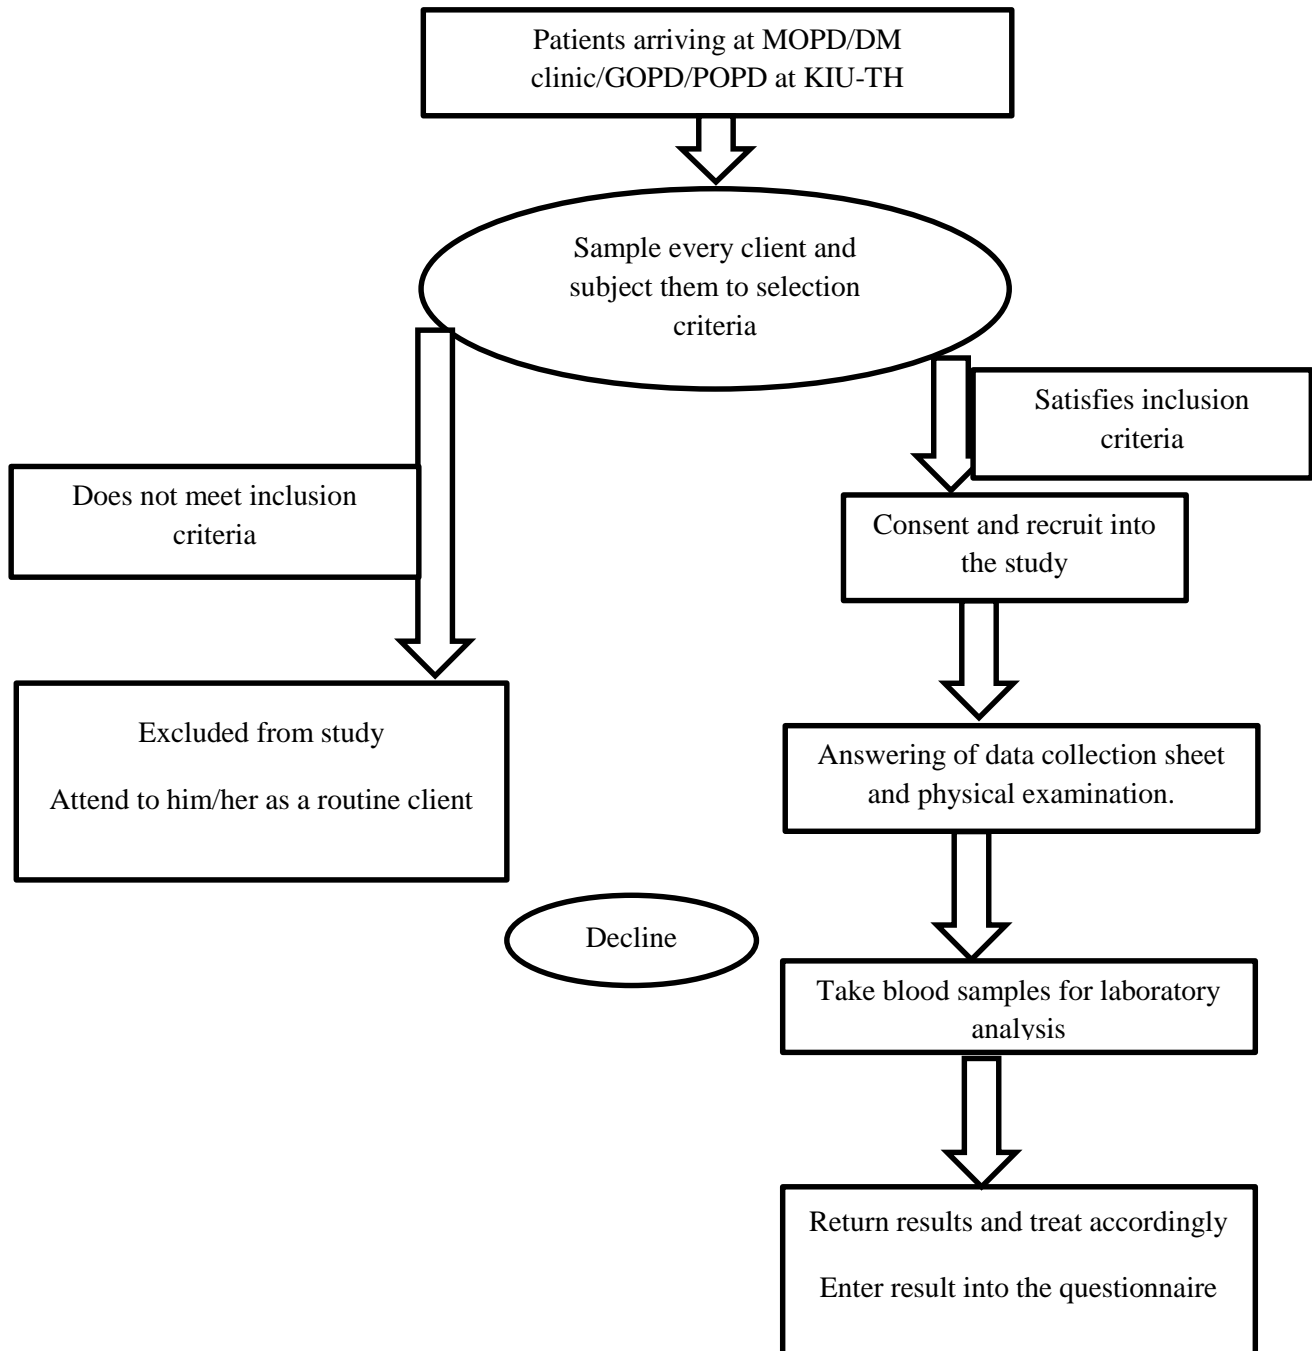 Patients arriving at MOPD/DM
clinic/GOPD/POPD at KIU-TH
Sample every client and
subject them to selection
criteria
Satisfies inclusion
criteria
Does not meet inclusion
criteria
Consent and recruit into
the study
Excluded from study
Attend to him/her as a routine client
Answering of data collection sheet
and physical examination.
Decline
Take blood samples for laboratory
analysis
Return results and treat accordingly
Enter result into the questionnaire